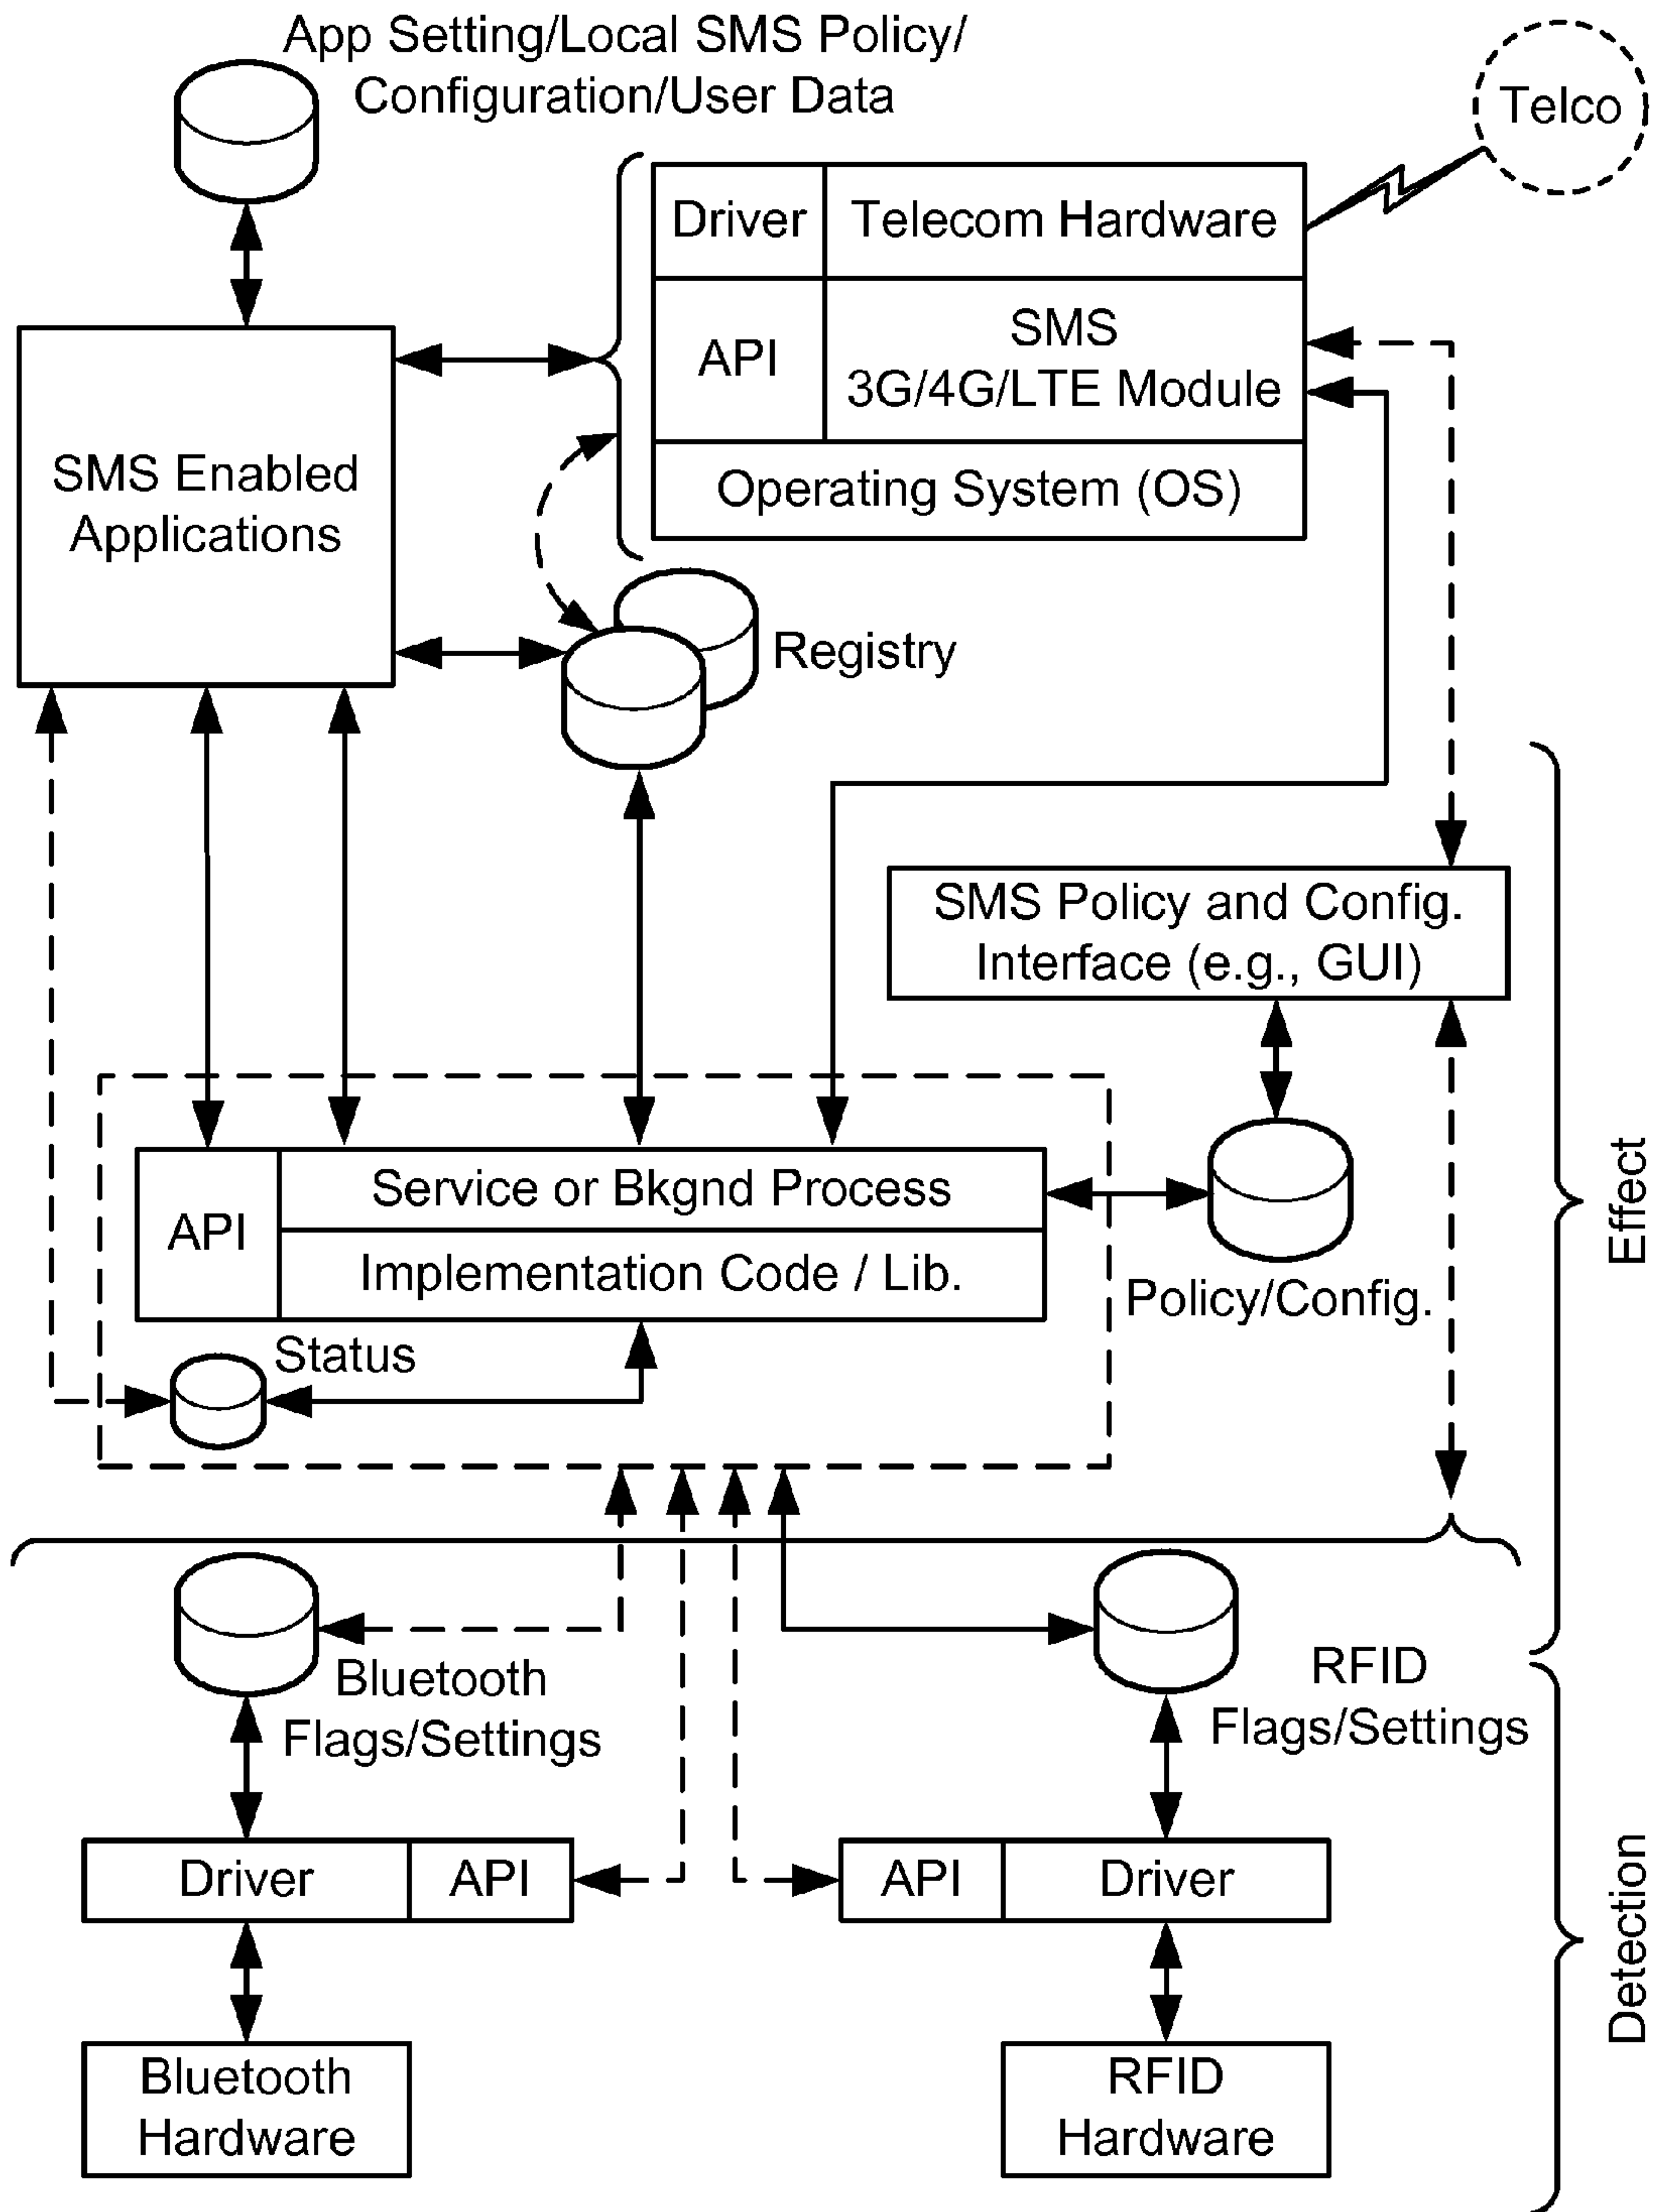 App Setting/Local SMS Policy/
Configuration/User Data
Telco
Driver
Telecom Hardware
API
SMS
3G/4G/LTE Module
Operating System (OS)
SMS Enabled
Applications
Registry
SMS Policy and Config.
Interface (e.g., GUI)
API
Service or Bkgnd Process
Implementation Code / Lib.
Policy/Config.
Status
Effect
Bluetooth
Flags/Settings
RFID
Flags/Settings
Driver
API
API
Driver
Detection
Bluetooth
Hardware
RFID
Hardware